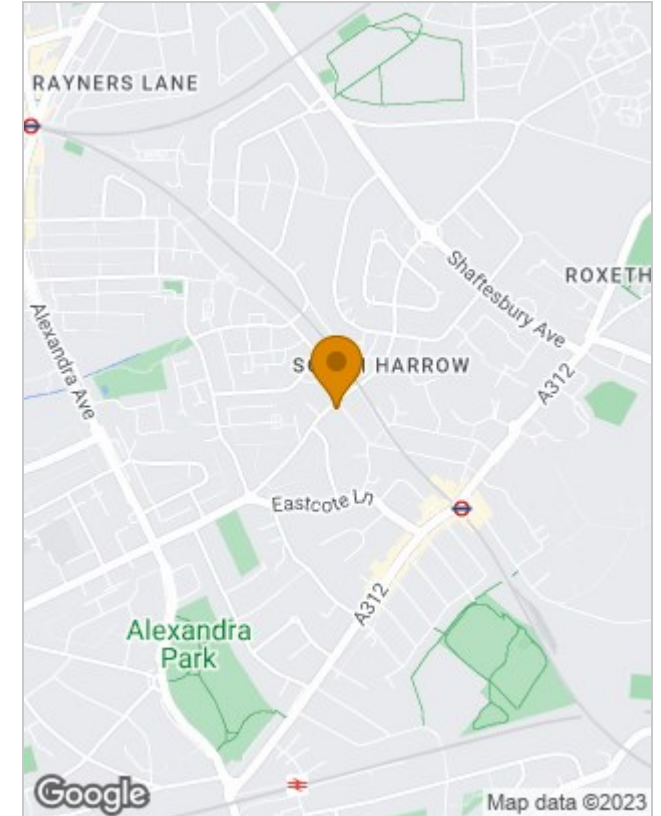 RAYNERS LANE
Shaftesbury Ave
ROXETH
Alexandra Ave
HARROW
A312
Eastcote Ln
A312
Alexandra
Park
Google
Map data ©2023